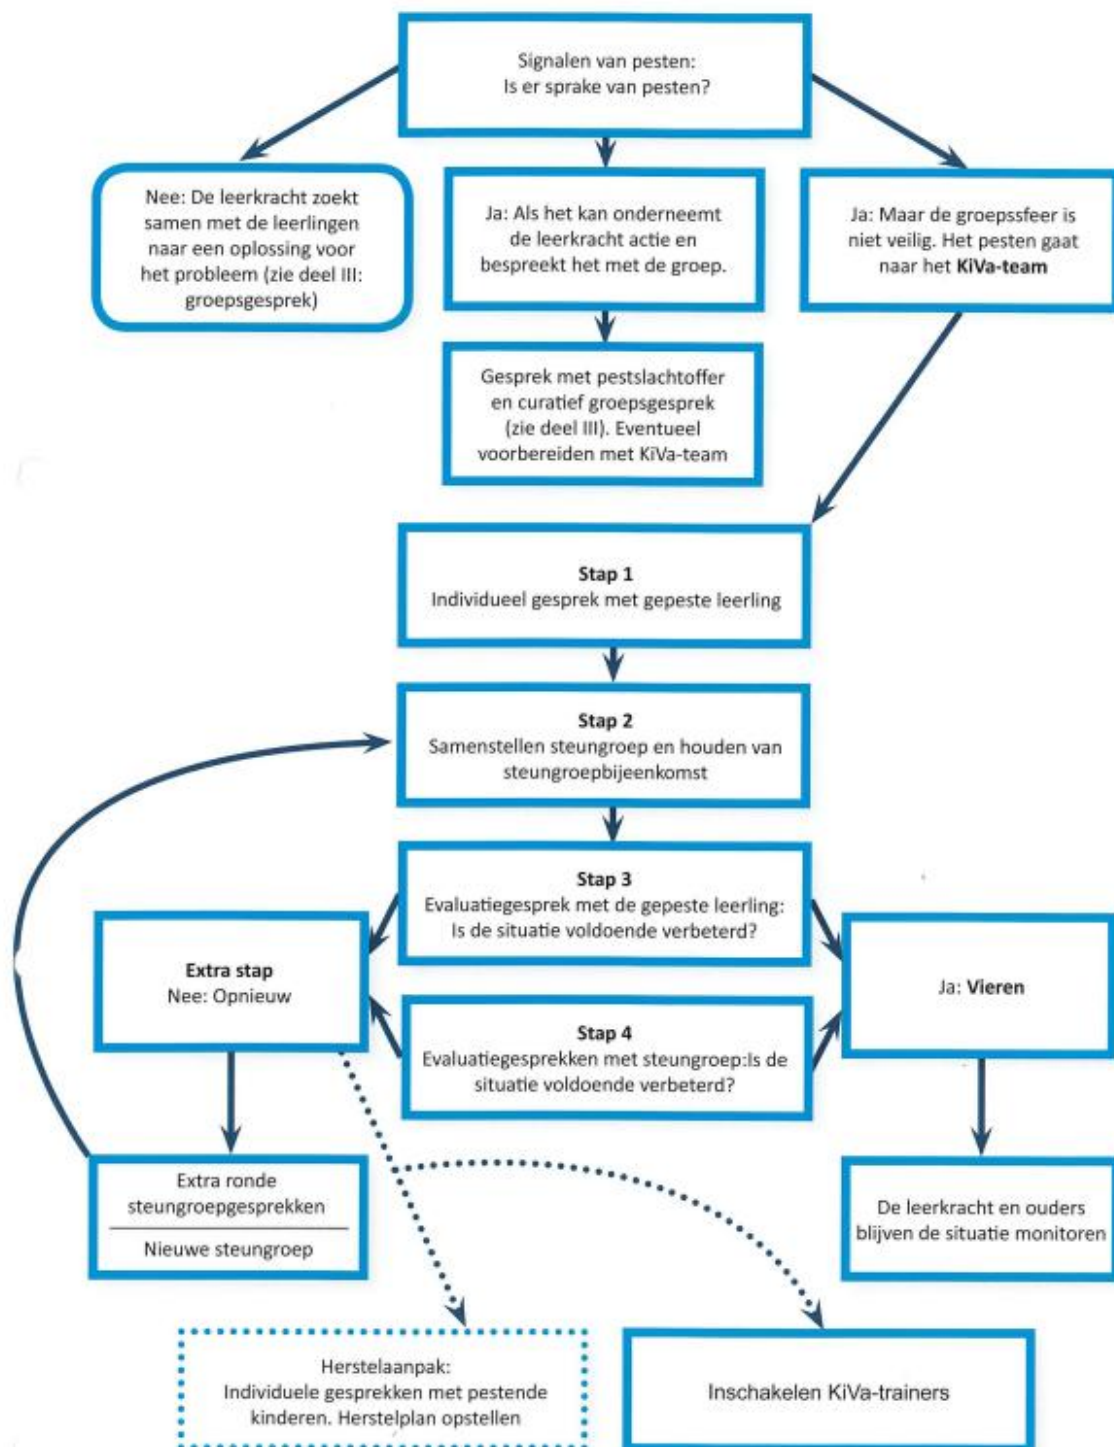 Signalen van pesten:
Is er sprake van pesten?
Nee: De leerkracht zoekt
samen met de leerlingen
naar een oplossing voor
het probleem (zie deel III:
groepsgesprek)
Ja: Als het kan onderneemt
de leerkracht actie en
bespreekt het met de groep.
Ja: Maar de groepssfeer is
niet veilig. Het pesten gaat
naar het KiVa-team
Gesprek met pestslachtoffer
en curatief groepsgesprek
(zie deel III). Eventueel
voorbereiden met KiVa-team
Stap 1
Individueel gesprek met gepeste leerling
Stap 2
Samenstellen steungroep en houden van
steungroepbijeenkomst
Stap 3
Evaluatiegesprek met de gepeste leerling:
Is de situatie voldoende verbeterd?
Extra stap
Nee: Opnieuw
Ja: Vieren
Stap 4
Evaluatiegesprekken met steungroep:Is de
situatie voldoende verbeterd?
Extra ronde
steungroepgesprekken
Nieuwe steungroep
De leerkracht en ouders
blijven de situatie monitoren
Herstelaanpak:
Individuele gesprekken met pestende
kinderen. Herstelplan opstellen
Inschakelen KiVa-trainers